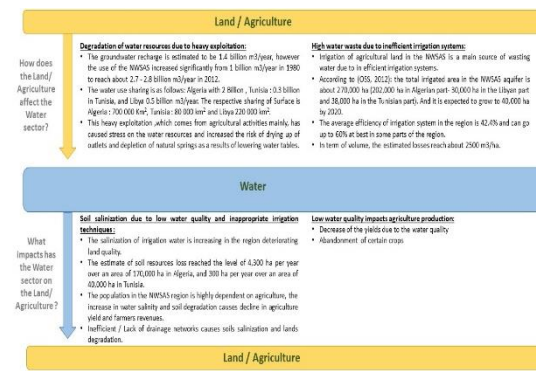 Land / Agriculture
How does
the Land/
Agriculture
affect the
Water
sector?
Degradation of water resources due to heavy exploitation:
• The groundwater recharge is estimated to be 1.4 billion m3/year, however
the use of the NWSAS increased significantly from 1 billion m3/year in 1980
to reach about 2.7 - 2.8 billion m3/year in 2012.
• The water use sharing is as follows: Algeria with 2 Billion , Tunisia : 0.3 billion
in Tunisia, and Libya 0.5 billion m3/year. The respective sharing of Surface is
Algeria : 700 000 Km², Tunisia : 80 000 km² and Libya 220 000 km².
• This heavy exploitation ,which comes from agricultural activities mainly, has
caused stress on the water resources and increased the risk of drying up of
outlets and depletion of natural springs as a results of lowering water tables.
High water waste due to inefficient irrigation systems:
• Irrigation of agricultural land in the NWSAS is a main source of wasting
water due to in efficient irrigation systems.
• According to (OSS, 2012): the total irrigated area in the NWSAS aquifer is
about 270,000 ha (202,000 ha in Algerian part- 30,000 ha in the Libyan part
and 38,000 ha in the Tunisian part). And it is expected to grow to 40,000 ha
by 2020.
• The average efficiency of irrigation system in the region is 42.4% and can go
up to 60% at best in some parts of the region.
• In term of volume, the estimated losses reach about 2500 m3/ha.
Water
What
impacts has
the Water
sector on
the Land/
Agriculture?
Soil salinization due to low water quality and inappropriate irrigation
techniques :
• The salinization of irrigation water is increasing in the region deteriorating
land quality.
• The estimate of soil resources loss reached the level of 4,300 ha per year
over an area of 170,000 ha in Algeria, and 300 ha per year over an area of
40,000 ha in Tunisia.
• The population in the NWSAS region is highly dependent on agriculture, the
increase in water salinity and soil degradation causes decline in agriculture
yield and farmers revenues.
• Inefficient / Lack of drainage networks causes soils salinization and lands
degradation.
Low water quality impacts agriculture production:
• Decrease of the yields due to the water quality
• Abandonment of certain crops
Land / Agriculture